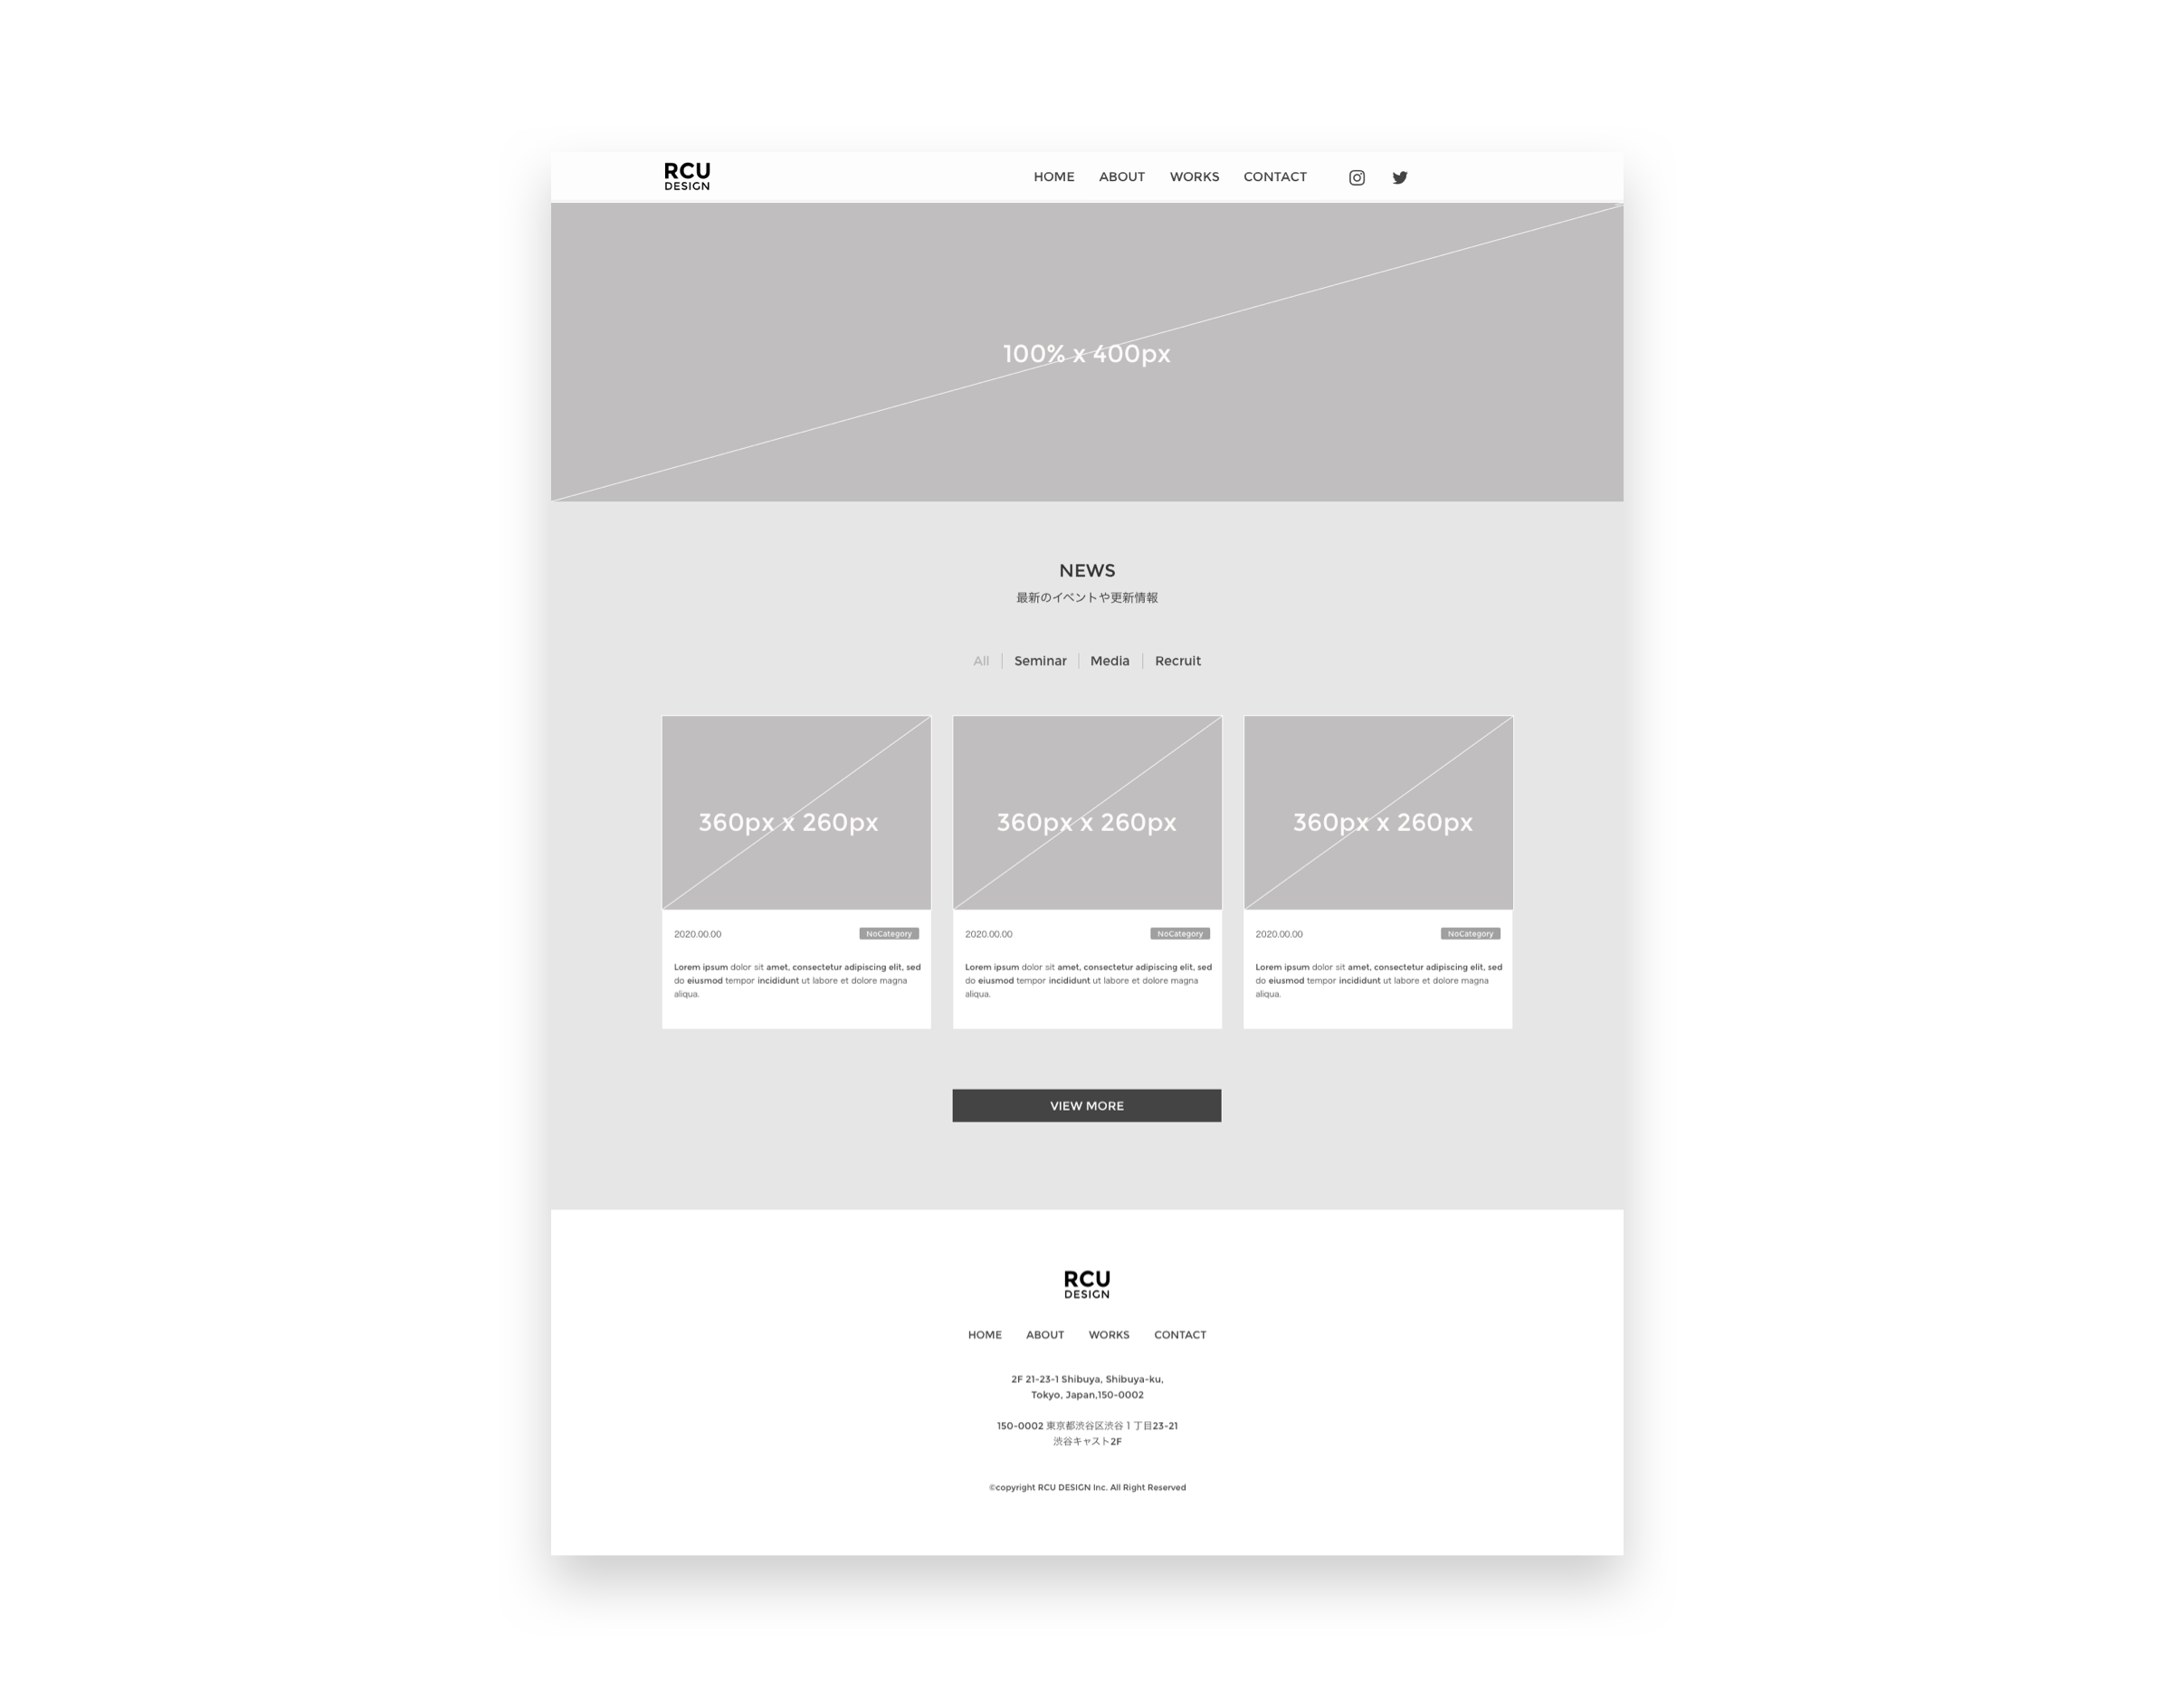 RCU
DESIGN
HOME ABOUT WORKS CONTACT
100% x 400px
NEWS
最新のイベントや更新情報
All Seminar Media Recruit
360px x 260px
360px x 260px
360px x 260px
2020.00.00 NoCategory
Lorem ipsum dolor sit amet, consectetur adipiscing elit, sed
do eiusmod tempor incididunt ut labore et dolore magna
aliqua.
2020.00.00 NoCategory
Lorem ipsum dolor sit amet, consectetur adipiscing elit, sed
do eiusmod tempor incididunt ut labore et dolore magna
aliqua.
2020.00.00 NoCategory
Lorem ipsum dolor sit amet, consectetur adipiscing elit, sed
do eiusmod tempor incididunt ut labore et dolore magna
aliqua.
VIEW MORE
RCU
DESIGN
HOME ABOUT WORKS CONTACT
2F 21-23-1 Shibuya, Shibuya-ku,
Tokyo, Japan,150-0002
150-0002 東京都渋谷区渋谷1丁目23-21
渋谷キャスト2F
©copyright RCU DESIGN Inc. All Right Reserved